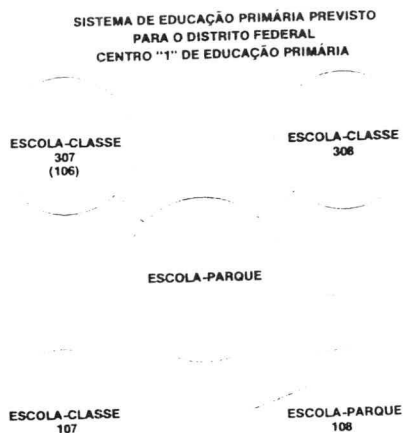 SISTEMA DE EDUCAÇÃO PRIMÁRIA PREVISTO
PARA O DISTRITO FEDERAL
CENTRO "1" DE EDUCAÇÃO PRIMÁRIA
ESCOLA-CLASSE
307
(106)
ESCOLA-CLASSE
308
ESCOLA-PARQUE
ESCOLA-CLASSE
107
ESCOLA-PARQUE
108